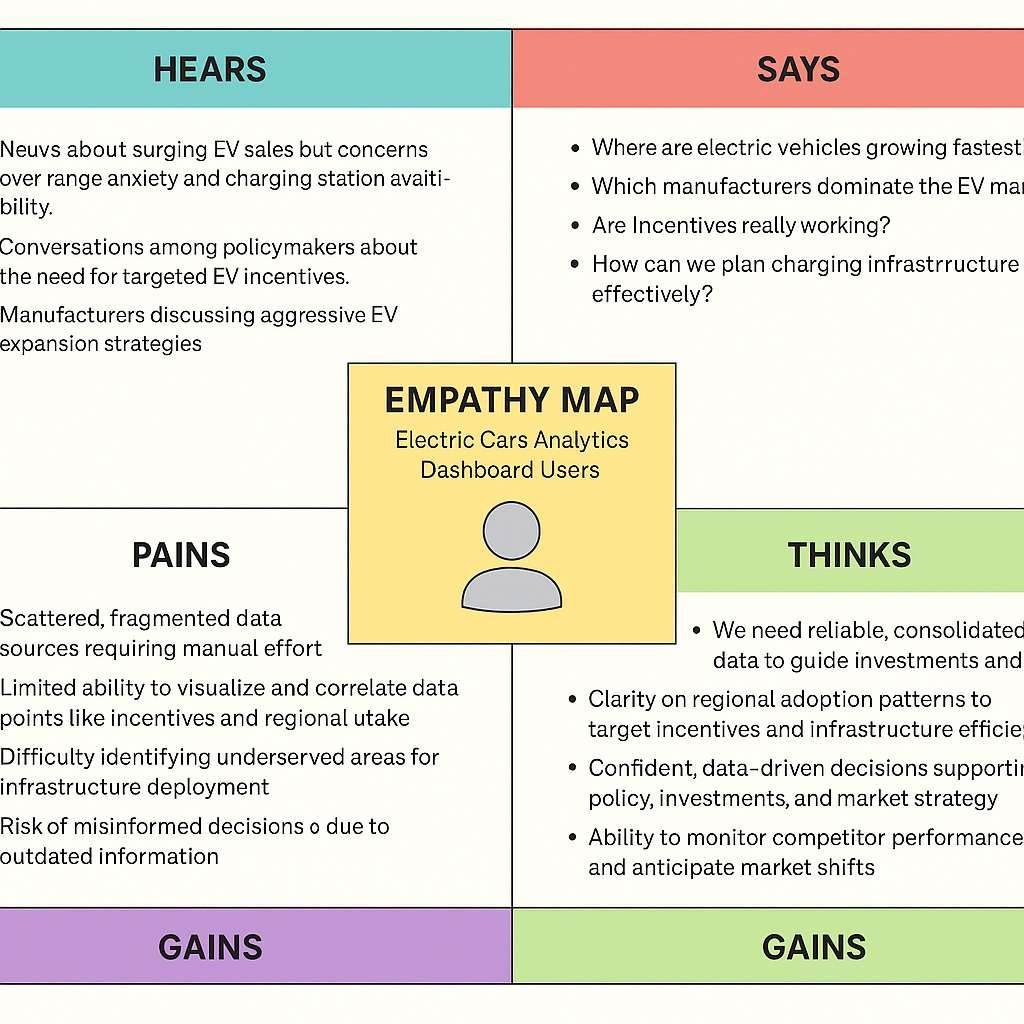 HEARS
Neuvs about surging EV sales but concerns
over range anxiety and charging station avaiti-
bility.
Conversations among policymakers about
the need for targeted EV incentives.
Manufacturers discussing aggressive EV
expansion strategies
SAYS
• Where are electric vehicles growing fastest
• Which manufacturers dominate the EV mar
• Are Incentives really working?
• How can we plan charging infrastrructure
effectively?
EMPATHY MAP
Electric Cars Analytics
Dashboard Users
PAINS
Scattered, fragmented data
sources requiring manual effort
Limited ability to visualize and correlate data
points like incentives and regional utake
Difficulty identifying underserved areas for
infrastructure deployment
Risk of misinformed decisions o due to
outdated information
THINKS
• We need reliable, consolidated
data to guide investments and
• Clarity on regional adoption patterns to
target incentives and infrastructure efficie
• Confident, data-driven decisions supportin
policy, investments, and market strategy
• Ability to monitor competitor performance
and anticipate market shifts
GAINS
GAINS